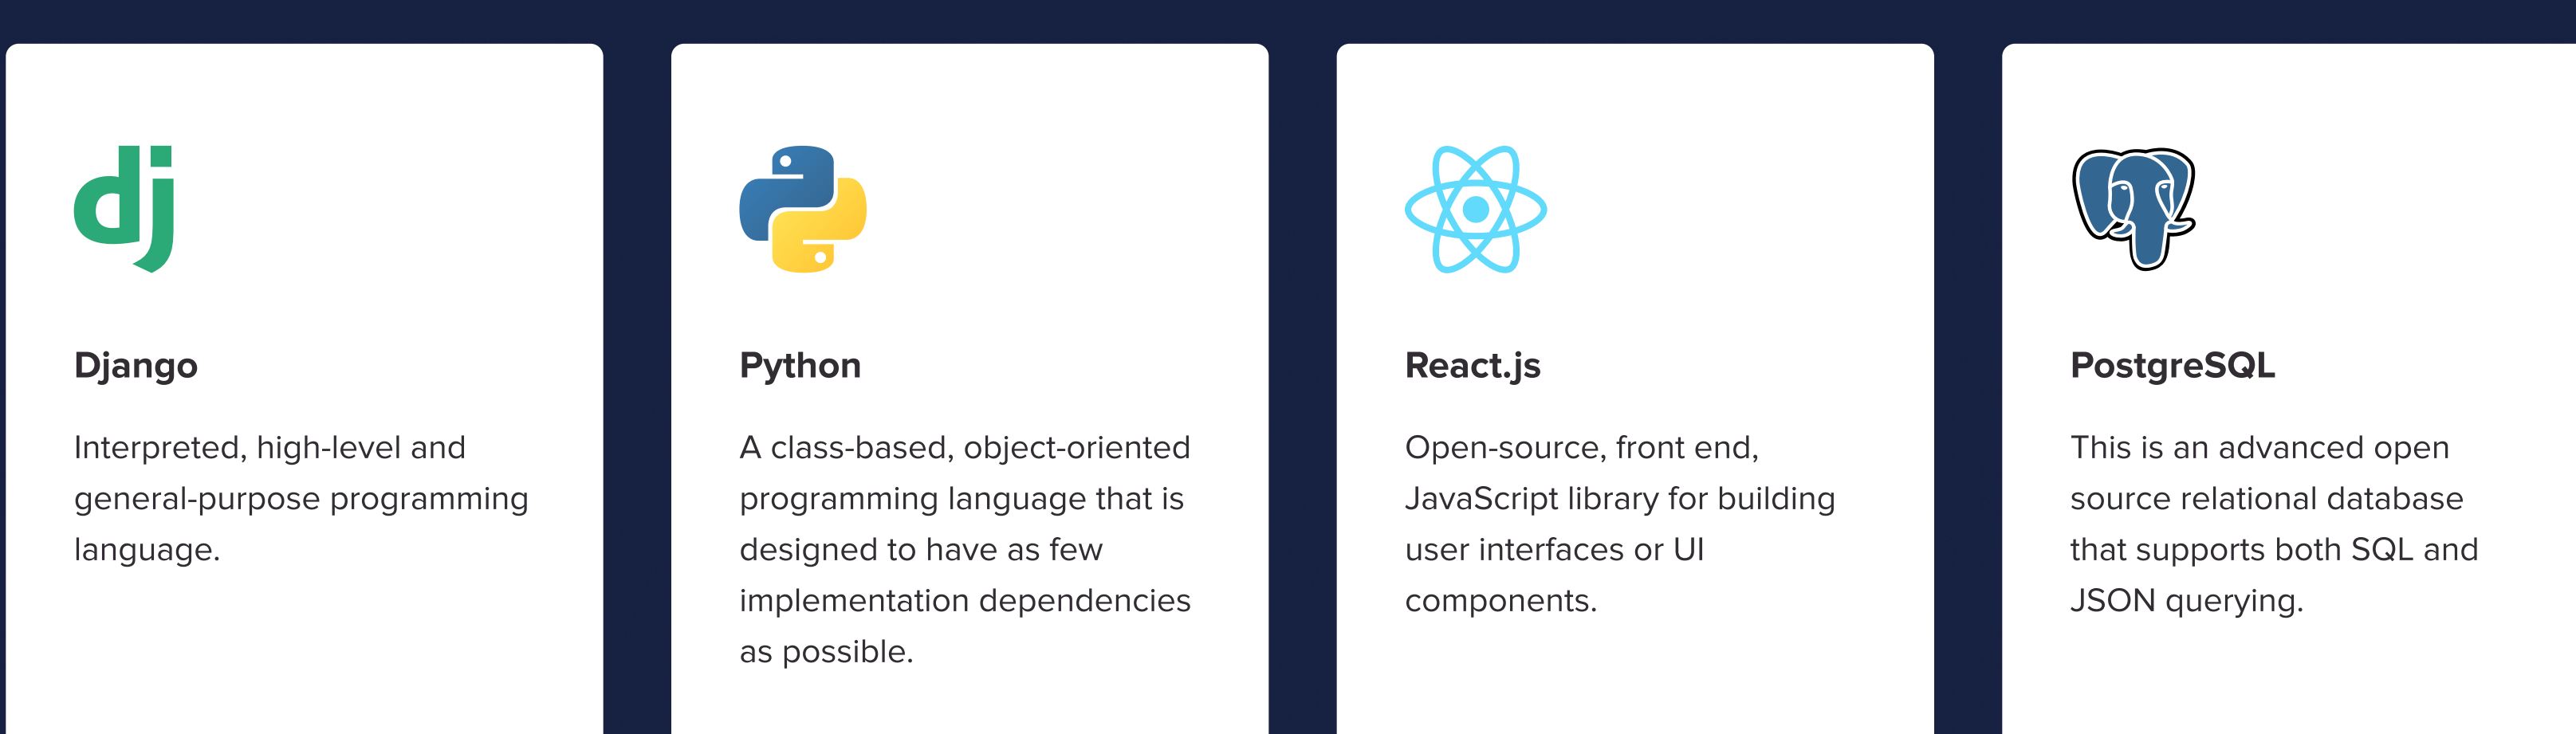 dj
Django
Interpreted, high-level and
general-purpose programming
language.
Python
A class-based, object-oriented
programming language that is
designed to have as few
implementation dependencies
as possible.
React.js
Open-source, front end,
JavaScript library for building
user interfaces or UI
components.
PostgreSQL
This is an advanced open
source relational database
that supports both SQL and
JSON querying.